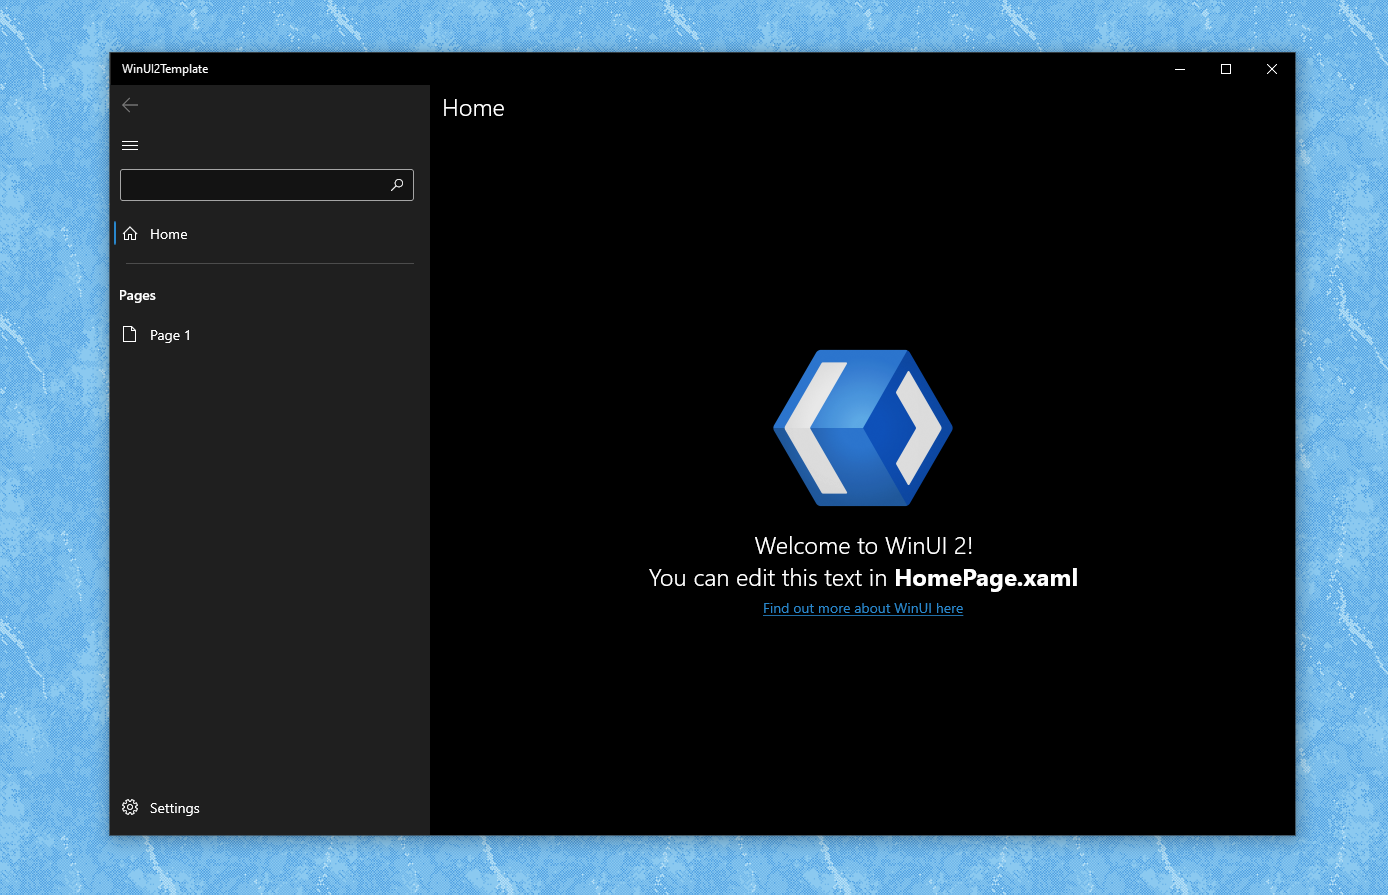 WinUI2Template
Home
Home
Pages
Page 1
Settings
Welcome to WinUI 2!
You can edit this text in HomePage.xaml
Find out more about WinUI here